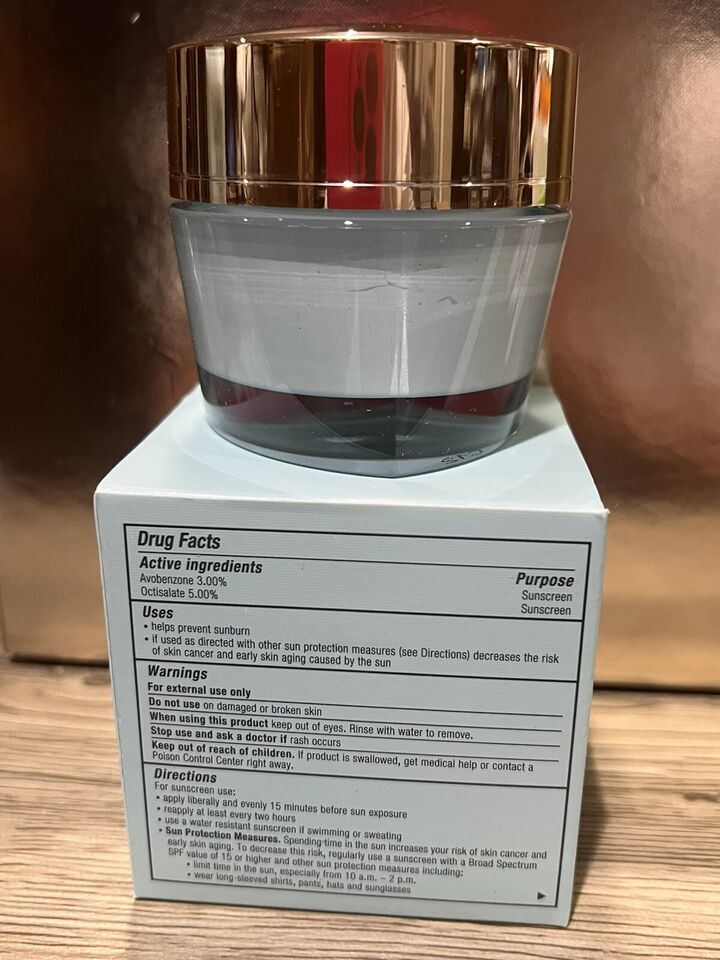 Drug Facts
Active ingredients Purpose
Avobenzone 3.00% Sunscreen
Octisalate 5.00% Sunscreen
Uses
• helps prevent sunburn
• if used as directed with other sun protection measures (see Directions) decreases the risk
of skin cancer and early skin aging caused by the sun
Warnings
For external use only
Do not use on damaged or broken skin
When using this product keep out of eyes. Rinse with water to remove.
Stop use and ask a doctor if rash occurs
Keep out of reach of children. If product is swallowed, get medical help or contact a
Poison Control Center right away.
Directions
For sunscreen use:
• apply liberally and evenly 15 minutes before sun exposure
• reapply at least every two hours
• use a water resistant sunscreen if swimming or sweating
• Sun Protection Measures. Spending time in the sun increases your risk of skin cancer and
early skin aging. To decrease this risk, regularly use a sunscreen with a Broad Spectrum
SPF value of 15 or higher and other sun protection measures including:
• limit time in the sun, especially from 10 a.m. – 2 p.m.
• wear long-sleeved shirts, pants, hats and sunglasses